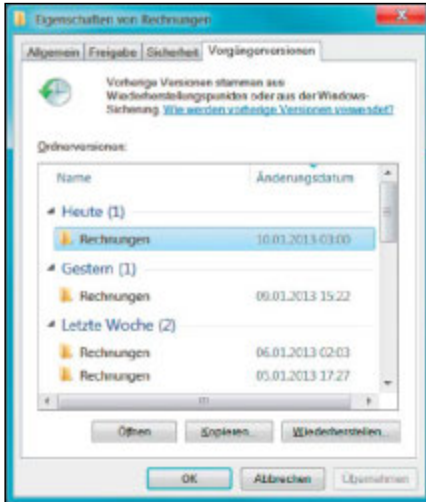 Eigenschaften von Rechnungen
Allgemein Freigabe Sicherheit Vorgängerversionen
Vorherige Versionen stammen aus
Wiederherstellungspunkten oder aus der Windows-
Sicherung. Wie werden vorherige Versionen verwendet?
Ordnerversionen:
Name Änderungsdatum
Heute (1)
Rechnungen 10.01.2013 03:00
Gestern (1)
Rechnungen 09.01.2013 15:22
Letzte Woche (2)
Rechnungen 06.01.2013 02:03
Rechnungen 05.01.2013 17:27
Öffnen Kopieren... Wiederherstellen...
OK Abbrechen Übernehmen